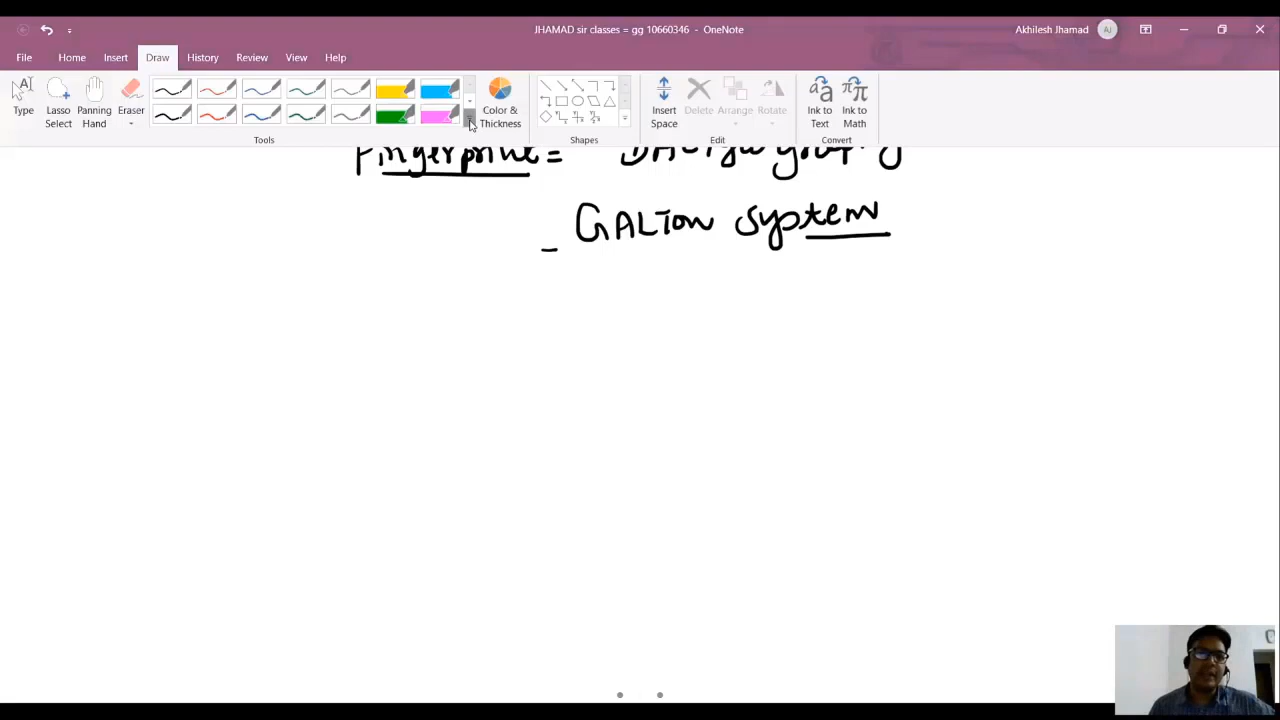 JHAMAD sir classes = gg 10660346 - OneNote
Akhilesh Jhamad
AJ
File
Home
Insert
Draw
History
Review
View
Help
Type
Lasso Select
Panning Hand
Eraser
Color & Thickness
Insert Space
Delete
Arrange
Rotate
Ink to Text
Ink to Math
Tools
Shapes
Edit
Convert
Fingerprint =
- GALTON system